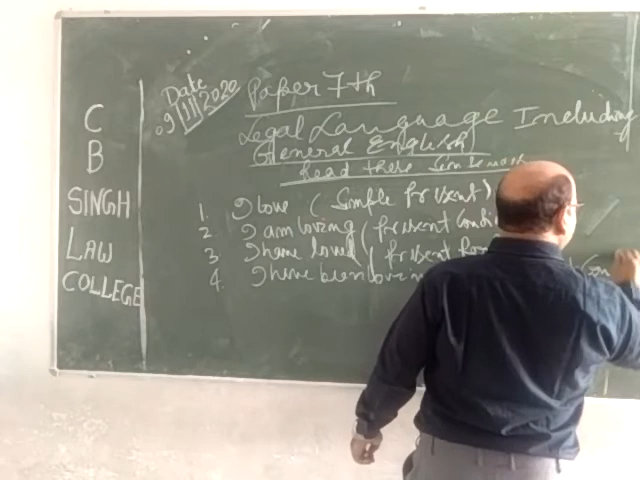 C
B
SINGH
LAW
COLLEGE
Date
09 11 2020
Paper 7th
Legal Language Including
General English
Read these
1. I love (Simple Present)
2. I am loving (Present
3. I have loved (Present
4. I have been loving